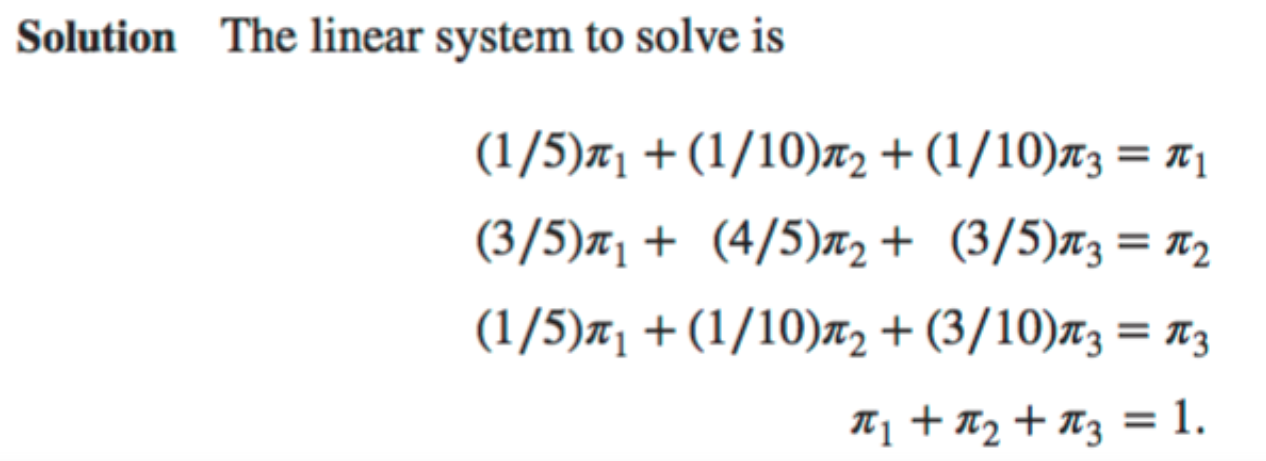 Solution The linear system to solve is
(1/5)π₁ + (1/10)π₂ + (1/10)π₃ = π₁
(3/5)π₁ + (4/5)π₂ + (3/5)π₃ = π₂
(1/5)π₁ + (1/10)π₂ + (3/10)π₃ = π₃
π₁ + π₂ + π₃ = 1.